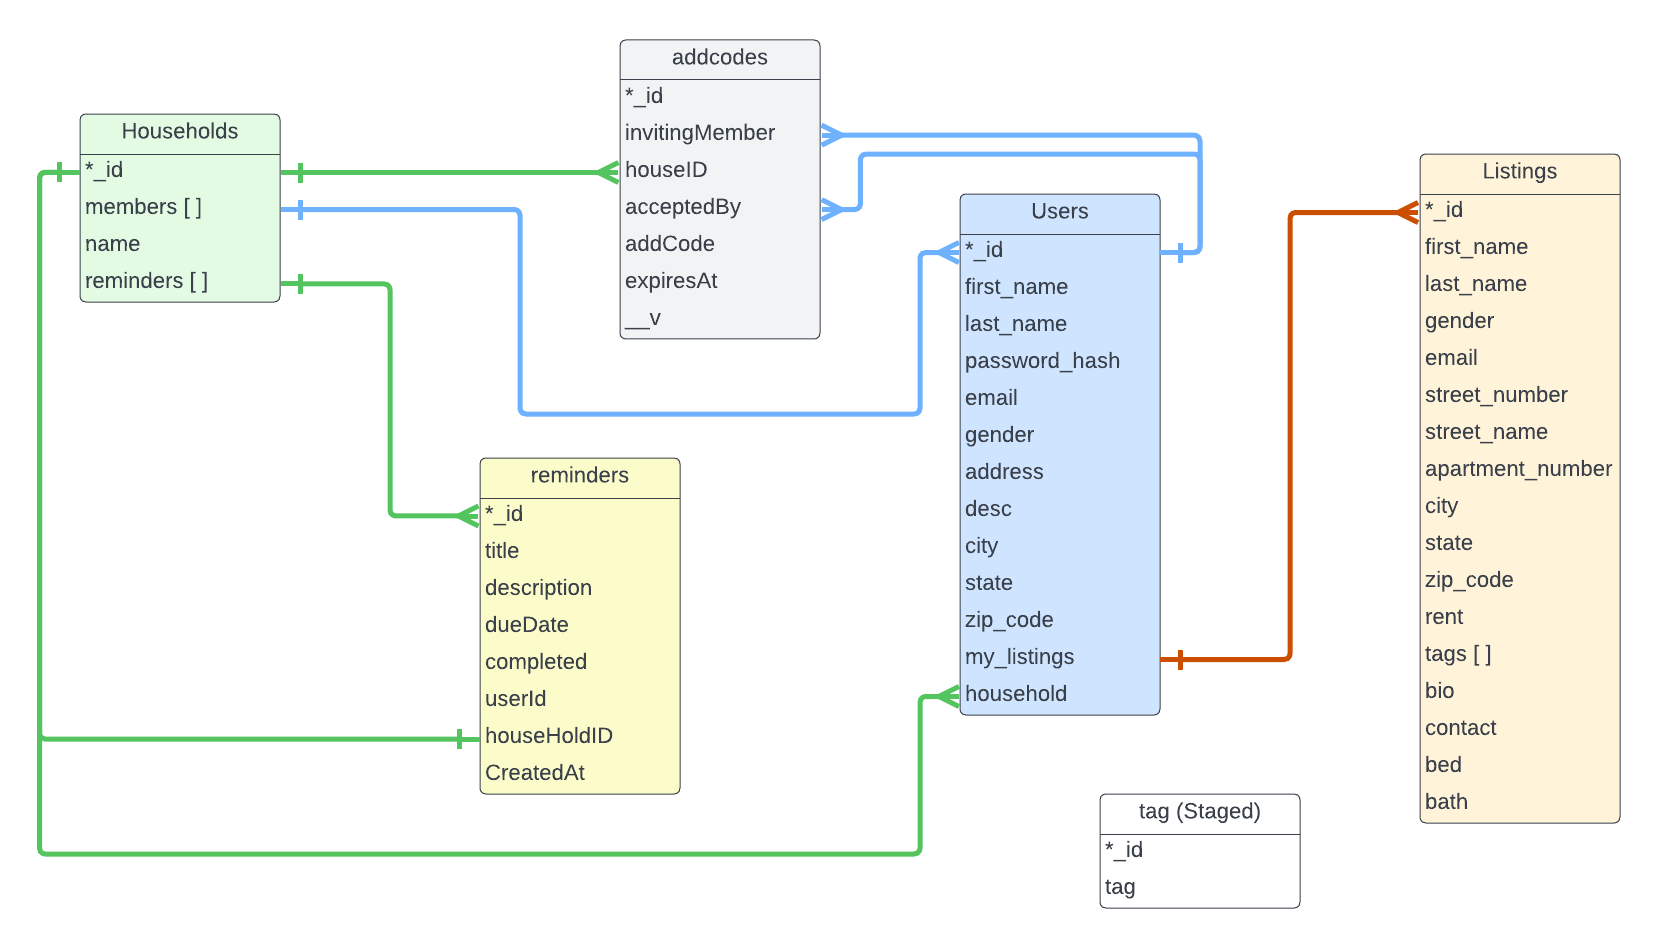 addcodes
*_id
invitingMember
houseID
acceptedBy
addCode
expiresAt
__v
Households
*_id
members [ ]
name
reminders [ ]
Users
*_id
first_name
last_name
password_hash
email
gender
address
desc
city
state
zip_code
my_listings
household
Listings
*_id
first_name
last_name
gender
email
street_number
street_name
apartment_number
city
state
zip_code
rent
tags [ ]
bio
contact
bed
bath
reminders
*_id
title
description
dueDate
completed
userId
houseHoldID
CreatedAt
tag (Staged)
*_id
tag